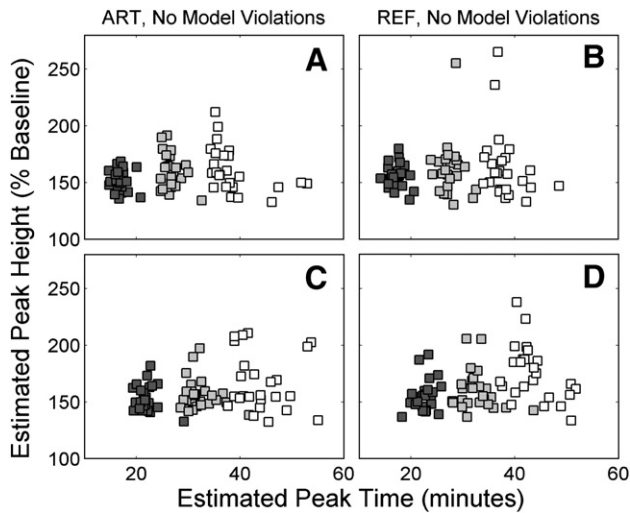 ART, No Model Violations
REF, No Model Violations
Estimated Peak Height (% Baseline)
A
250
200
150
100
B
C
250
200
150
100
20
40
60
D
20
40
60
Estimated Peak Time (minutes)